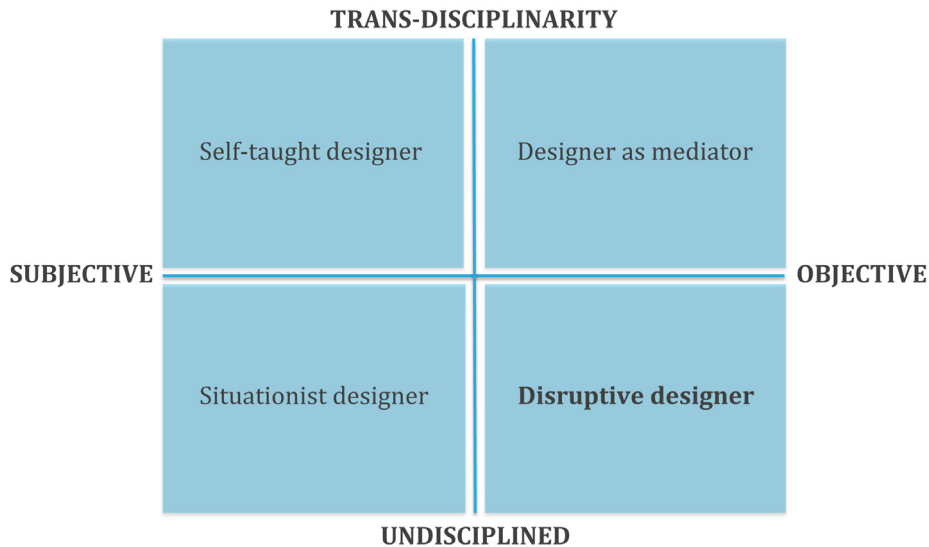 TRANS-DISCIPLINARITY
Self-taught designer
Designer as mediator
SUBJECTIVE
OBJECTIVE
Situationist designer
Disruptive designer
UNDISCIPLINED